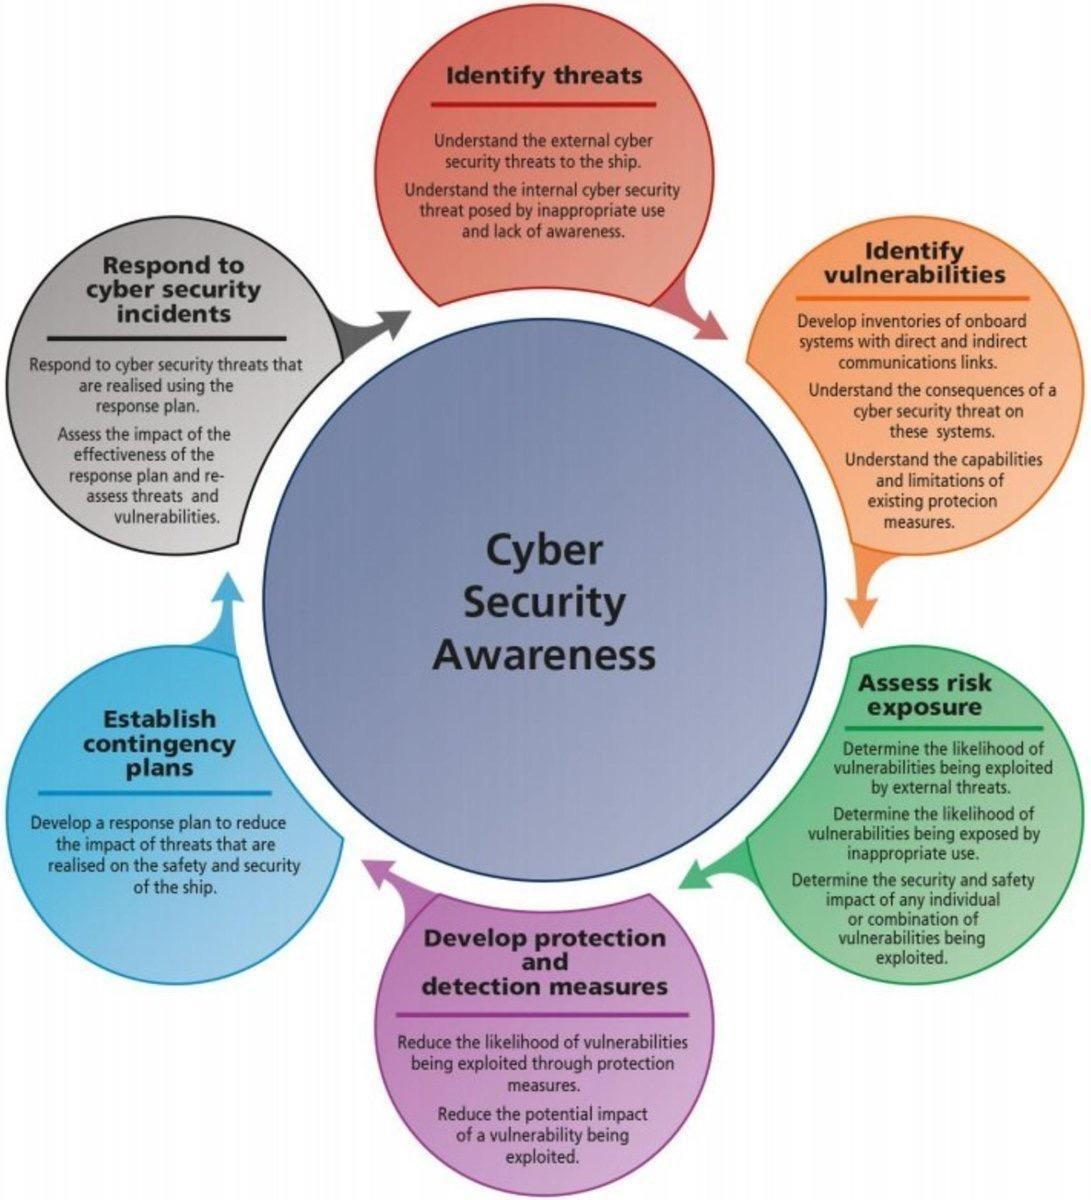 Identify threats
Understand the external cyber
security threats to the ship.
Understand the internal cyber security
threat posed by inappropriate use
and lack of awareness.
Identify
vulnerabilities
Develop inventories of onboard
systems with direct and indirect
communications links.
Understand the consequences of a
cyber security threat on
these systems.
Understand the capabilities
and limitations of
existing protecion
measures.
Assess risk
exposure
Determine the likelihood of
vulnerabilities being exploited
by external threats.
Determine the likelihood of
vulnerabilities being exposed by
inappropriate use.
Determine the security and safety
impact of any individual
or combination of
vulnerabilities being
exploited.
Develop protection
and
detection measures
Reduce the likelihood of vulnerabilities
being exploited through protection
measures.
Reduce the potential impact
of a vulnerability being
exploited.
Establish
contingency
plans
Develop a response plan to reduce
the impact of threats that are
realised on the safety and security
of the ship.
Respond to
cyber security
incidents
Respond to cyber security threats that
are realised using the
response plan.
Assess the impact of the
effectiveness of the
response plan and re-
assess threats and
vulnerabilities.
Cyber
Security
Awareness